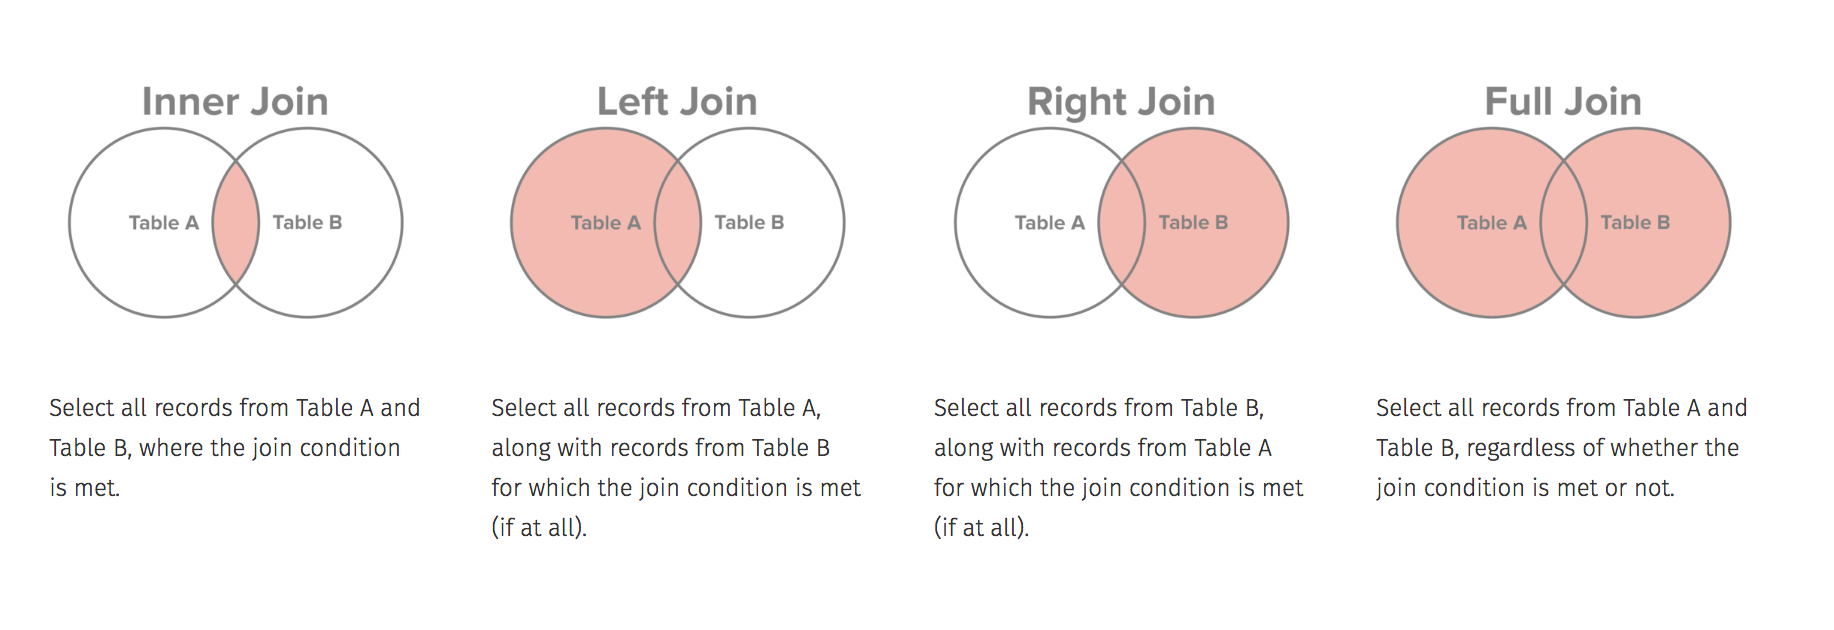 Inner Join
Table A
Table B
Select all records from Table A and
Table B, where the join condition
is met.
Left Join
Table A
Table B
Select all records from Table A,
along with records from Table B
for which the join condition is met
(if at all).
Right Join
Table A
Table B
Select all records from Table B,
along with records from Table A
for which the join condition is met
(if at all).
Full Join
Table A
Table B
Select all records from Table A and
Table B, regardless of whether the
join condition is met or not.